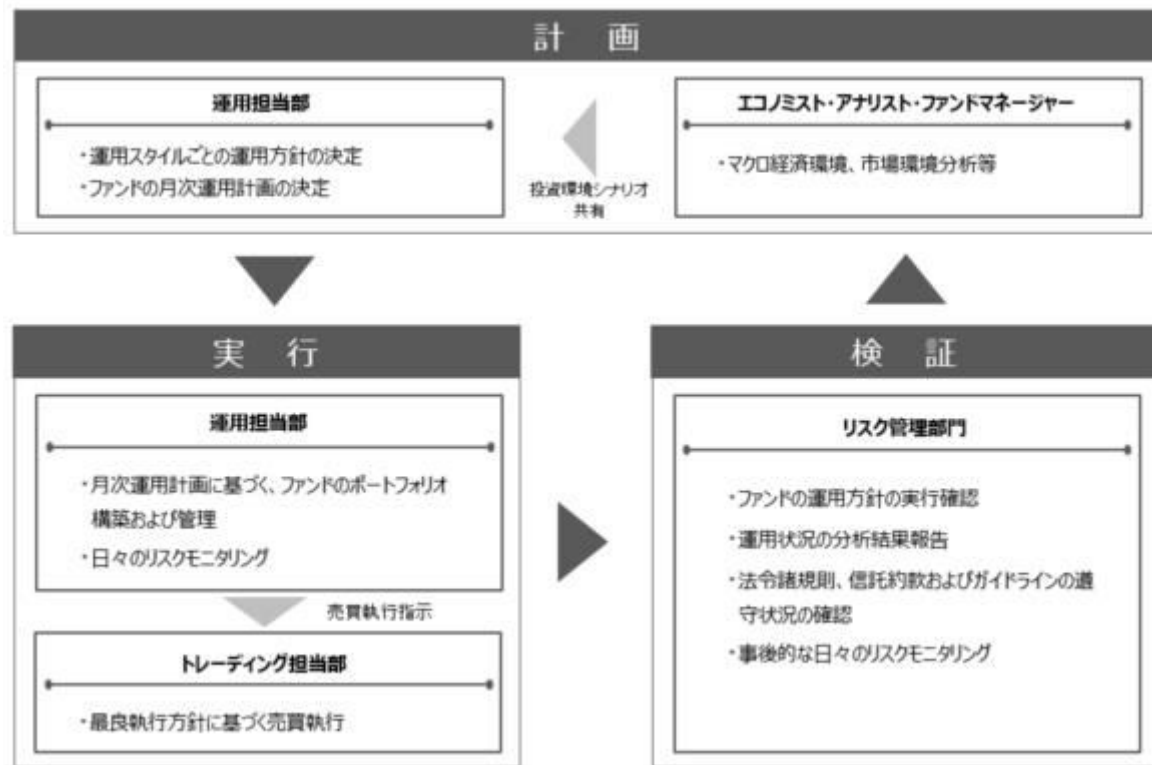 計 画
運用担当部
・運用スタイルごとの運用方針の決定
・ファンドの月次運用計画の決定
投資環境シナリオ
共有
エコノミスト・アナリスト・ファンドマネージャー
・マクロ経済環境、市場環境分析等
実 行
運用担当部
・月次運用計画に基づく、ファンドのポートフォリオ
構築および管理
・日々のリスクモニタリング
売買執行指示
トレーディング担当部
・最良執行方針に基づく売買執行
検 証
リスク管理部門
・ファンドの運用方針の実行確認
・運用状況の分析結果報告
・法令諸規則、信託約款およびガイドラインの遵
守状況の確認
・事後的な日々のリスクモニタリング